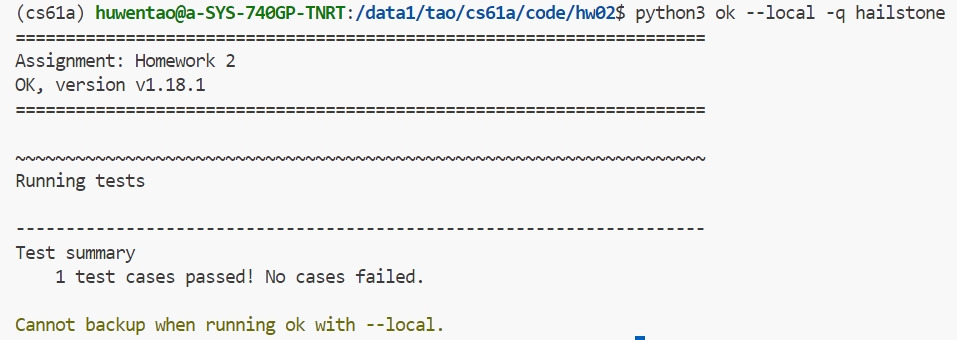 (cs61a) huwentao@a-SYS-740GP-TNRT:/data1/tao/cs61a/code/hw02$ python3 ok --local -q hailstone
=====================================================================
Assignment: Homework 2
OK, version v1.18.1
=====================================================================
~~~~~~~~~~~~~~~~~~~~~~~~~~~~~~~~~~~~~~~~~~~~~~~~~~~~~~~~~~~~~~~~~~~~~
Running tests
---------------------------------------------------------------------
Test summary
    1 test cases passed! No cases failed.
Cannot backup when running ok with --local.